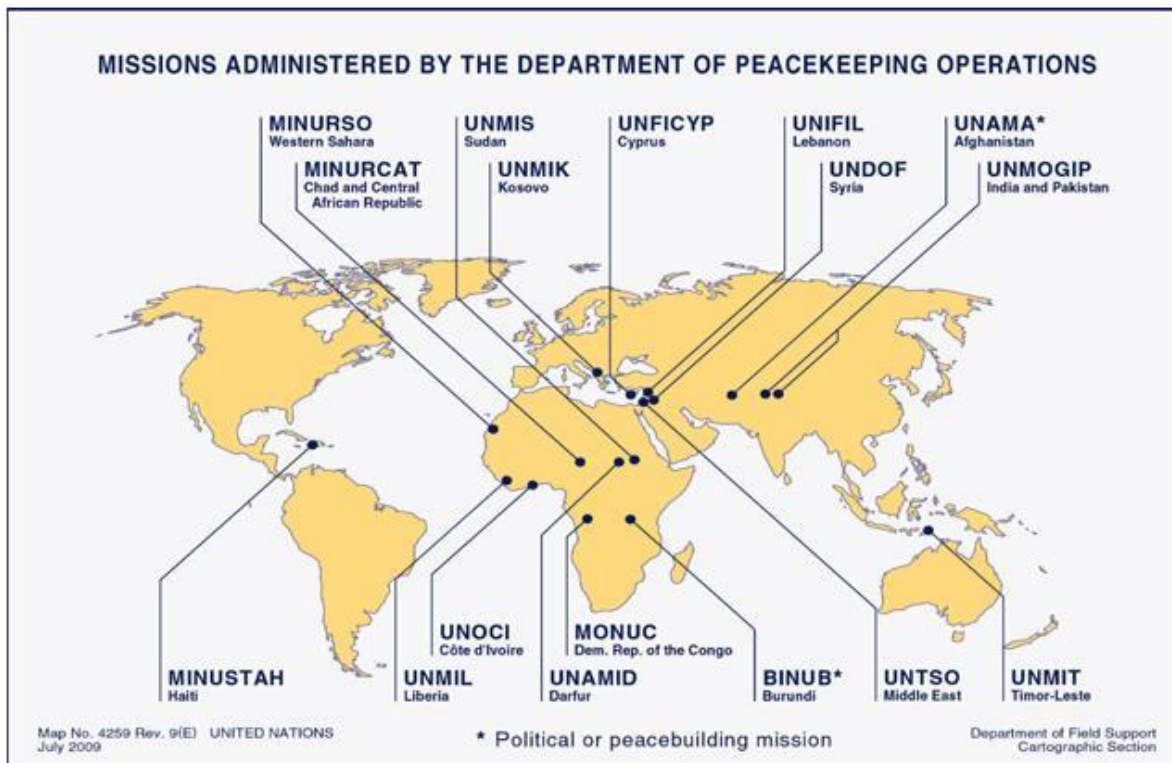 MISSIONS ADMINISTERED BY THE DEPARTMENT OF PEACEKEEPING OPERATIONS
MINURSO
Western Sahara
UNMIS
Sudan
UNFICYP
Cyprus
UNIFIL
Lebanon
UNAMA*
Afghanistan
MINURCAT
Chad and Central
African Republic
UNMIK
Kosovo
UNDOF
Syria
UNMOGIP
India and Pakistan
UNOCI
Côte d'Ivoire
MONUC
Dem. Rep. of the Congo
MINUSTAH
Haiti
UNMIL
Liberia
UNAMID
Darfur
BINUB*
Burundi
UNTSO
Middle East
UNMIT
Timor-Leste
Map No. 4259 Rev. 9(E) UNITED NATIONS
July 2009
* Political or peacebuilding mission
Department of Field Support
Cartographic Section